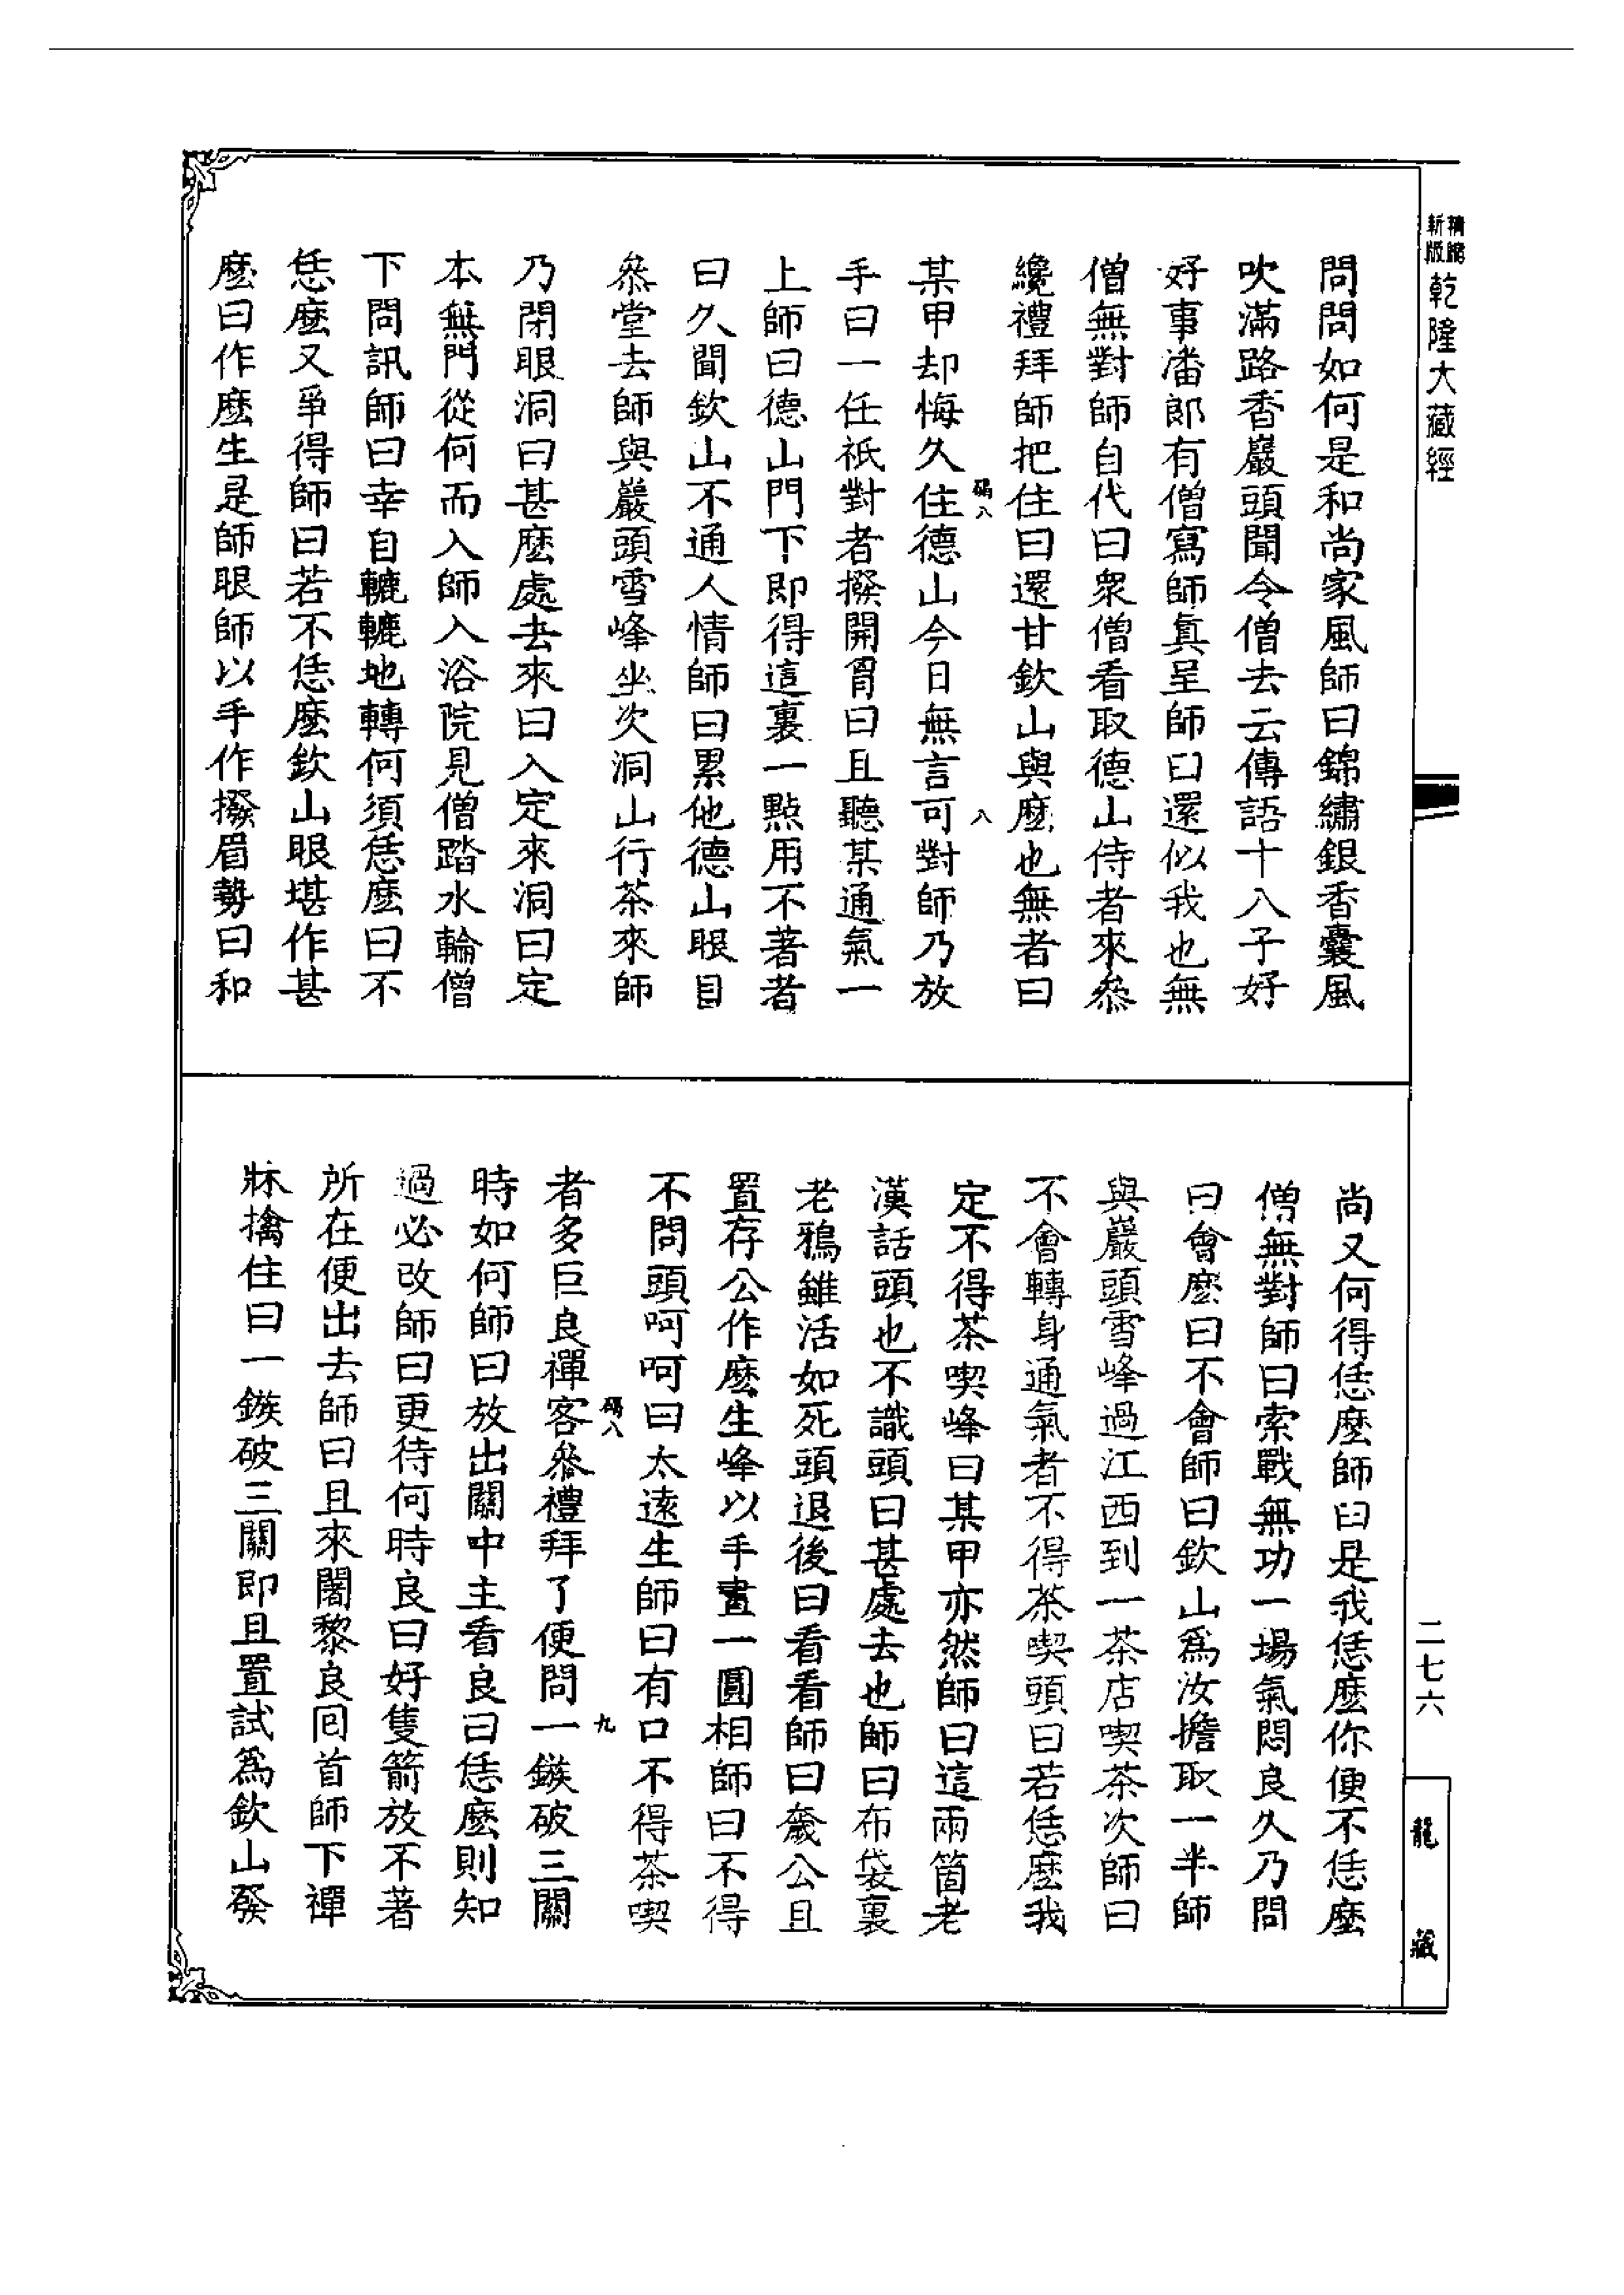 精縮新版乾隆大藏經
問問如何是和尚家風師曰錦繡銀香囊風
吹滿路香巖頭聞令僧去云傳語十八子好
好事潘郎有僧寫師真呈師曰還似我也無
僧無對師自代曰衆僧看取德山侍者來叅
纔禮拜師把住曰還甘欽山與麽也無者曰
某甲却悔久住德山今日無言可對師乃放
手曰一任祇對者撥開胷曰且聽某通氣一
上師曰德山門下即得這裏一點用不著者
曰久聞欽山不通人情師曰累他德山眼目
叅堂去師與巖頭雪峰坐次洞山行茶來師
乃閉眼洞曰甚麽處去來曰入定來洞曰定
本無門從何而入師入浴院見僧踏水輪僧
下問訊師曰幸自轆轆地轉何須恁麽曰不
恁麽又爭得師曰若不恁麽欽山眼堪作甚
麽曰作麽生是師眼師以手作撥眉勢曰和
八
尚又何得恁麽師曰是我恁麽你便不恁麽
僧無對師曰索戰無功一場氣悶良久乃問
曰會麽曰不會師曰欽山爲汝擔取一半師
與巖頭雪峰過江西到一茶店喫茶次師曰
不會轉身通氣者不得茶喫頭曰若恁麽我
定不得茶喫峰曰某甲亦然師曰這兩箇老
漢話頭也不識頭曰甚處去也師曰布袋裏
老鴉雖活如死頭退後曰看看師曰奯公且
置存公作麽生峰以手畫一圓相師曰不得
不問頭呵呵曰太遠生師曰有口不得茶喫
者多巨良禪客叅禮拜了便問一鏃破三關
時如何師曰放出關中主看良曰恁麽則知
過必改師曰更待何時良曰好隻箭放不著
所在便出去師曰且來闍黎良囘首師下禪
牀擒住曰一鏃破三關即且置試爲欽山發
九
二七六
龍藏